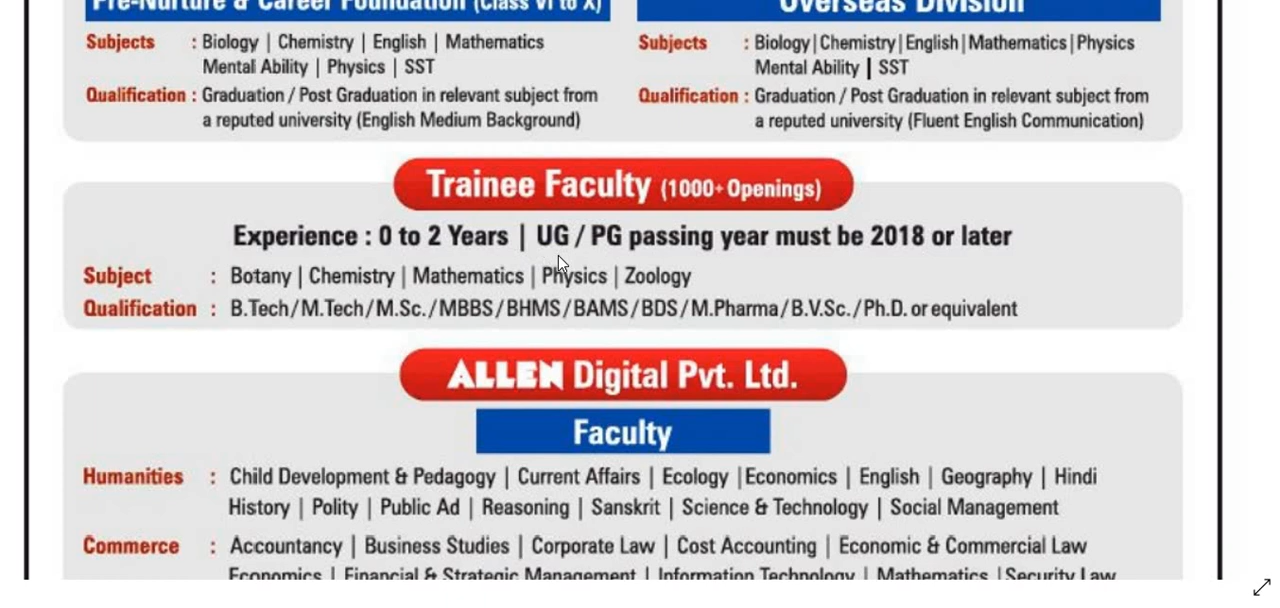 Pre-Nurture & Career Foundation (Class VI to X)
Subjects : Biology | Chemistry | English | Mathematics
Mental Ability | Physics | SST
Qualification : Graduation / Post Graduation in relevant subject from
a reputed university (English Medium Background)
Overseas Division
Subjects : Biology | Chemistry | English | Mathematics | Physics
Mental Ability | SST
Qualification : Graduation / Post Graduation in relevant subject from
a reputed university (Fluent English Communication)
Trainee Faculty (1000+ Openings)
Experience : 0 to 2 Years | UG / PG passing year must be 2018 or later
Subject : Botany | Chemistry | Mathematics | Physics | Zoology
Qualification : B.Tech/M.Tech/M.Sc./MBBS/BHMS/BAMS/BDS/M.Pharma/B.V.Sc./Ph.D. or equivalent
ALLEN Digital Pvt. Ltd.
Faculty
Humanities : Child Development & Pedagogy | Current Affairs | Ecology | Economics | English | Geography | Hindi
History | Polity | Public Ad | Reasoning | Sanskrit | Science & Technology | Social Management
Commerce : Accountancy | Business Studies | Corporate Law | Cost Accounting | Economic & Commercial Law
Economics | Financial & Strategic Management | Information Technology | Mathematics | Security Law